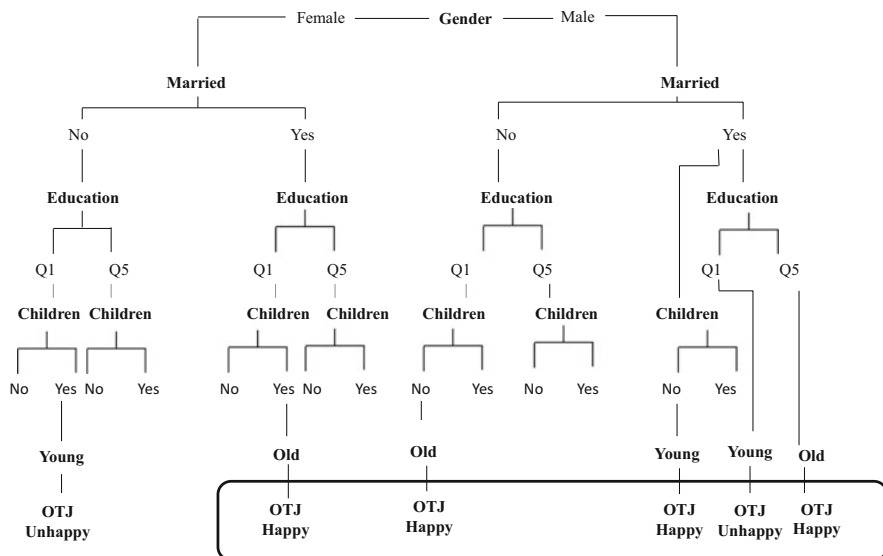 Female Gender Male
Married Married
No Yes No Yes
Education Education Education Education
Q1 Q5 Q1 Q5 Q1 Q5 Q1 Q5
Children Children Children Children Children Children Children
No Yes No Yes No Yes No Yes No Yes No Yes No Yes
Young Old Old Young Young Old
OTJ OTJ OTJ OTJ OTJ OTJ
Unhappy Happy Happy Happy Unhappy Happy